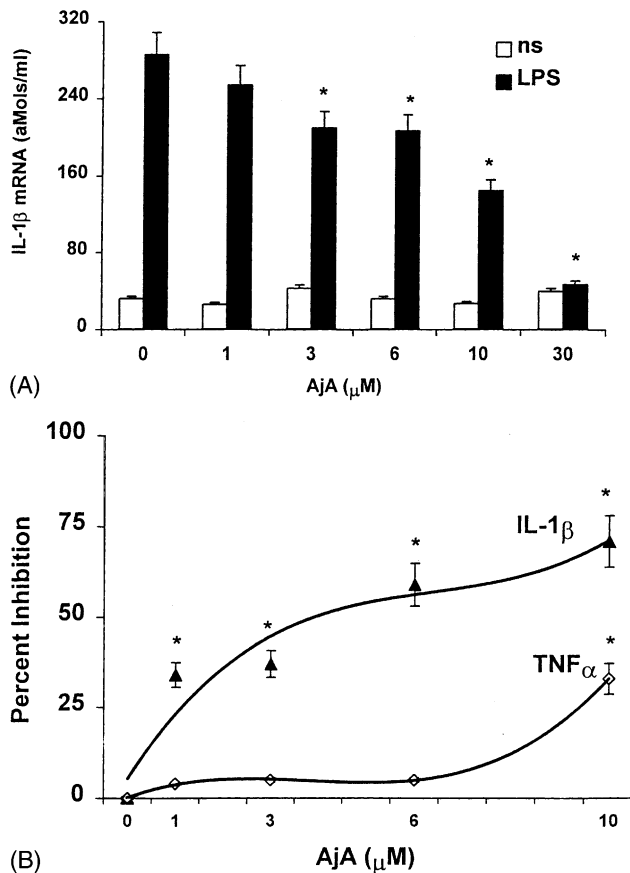 320
240
160
80
0
IL-1β mRNA (aMols/ml)
ns
LPS
*
*
*
*
0 1 3 6 10 30
AjA (μM)
(A)
100
75
50
25
0
Percent Inhibition
*
*
*
*
IL-1β
*
TNFα
0 1 3 6 10
AjA (μM)
(B)